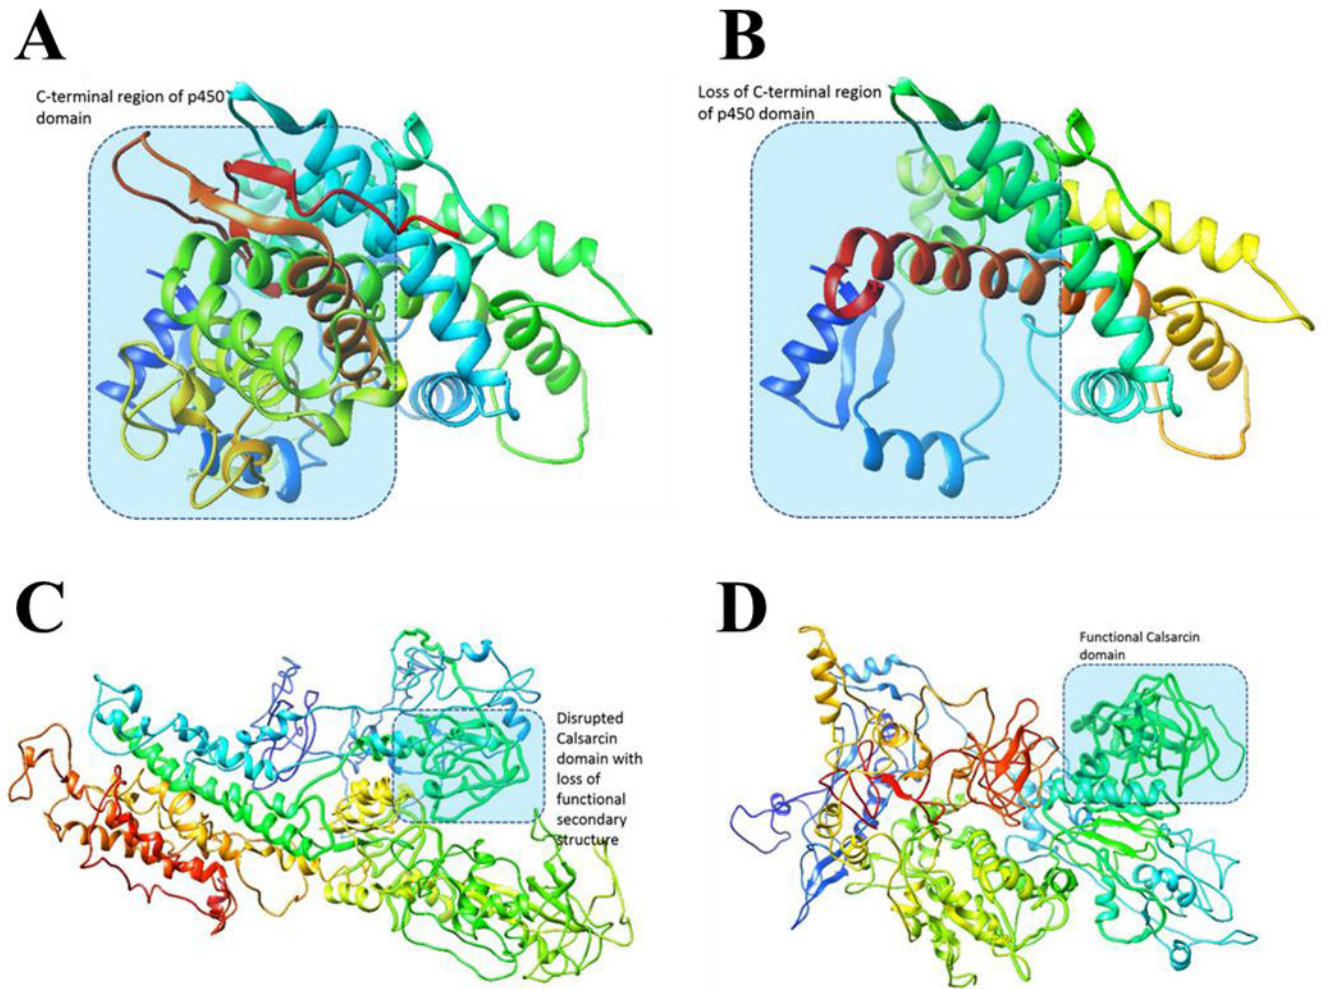 A
B
C-terminal region of p450
domain
Loss of C-terminal region
of p450 domain
C
D
Disrupted
Calsarcin
domain with
loss of
functional
secondary
structure
Functional Calsarcin
domain